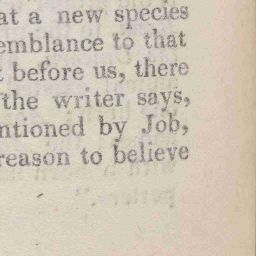 at a new species
emblance to that
before us, there
the writer says,
ntioned by Job,
reason to believe